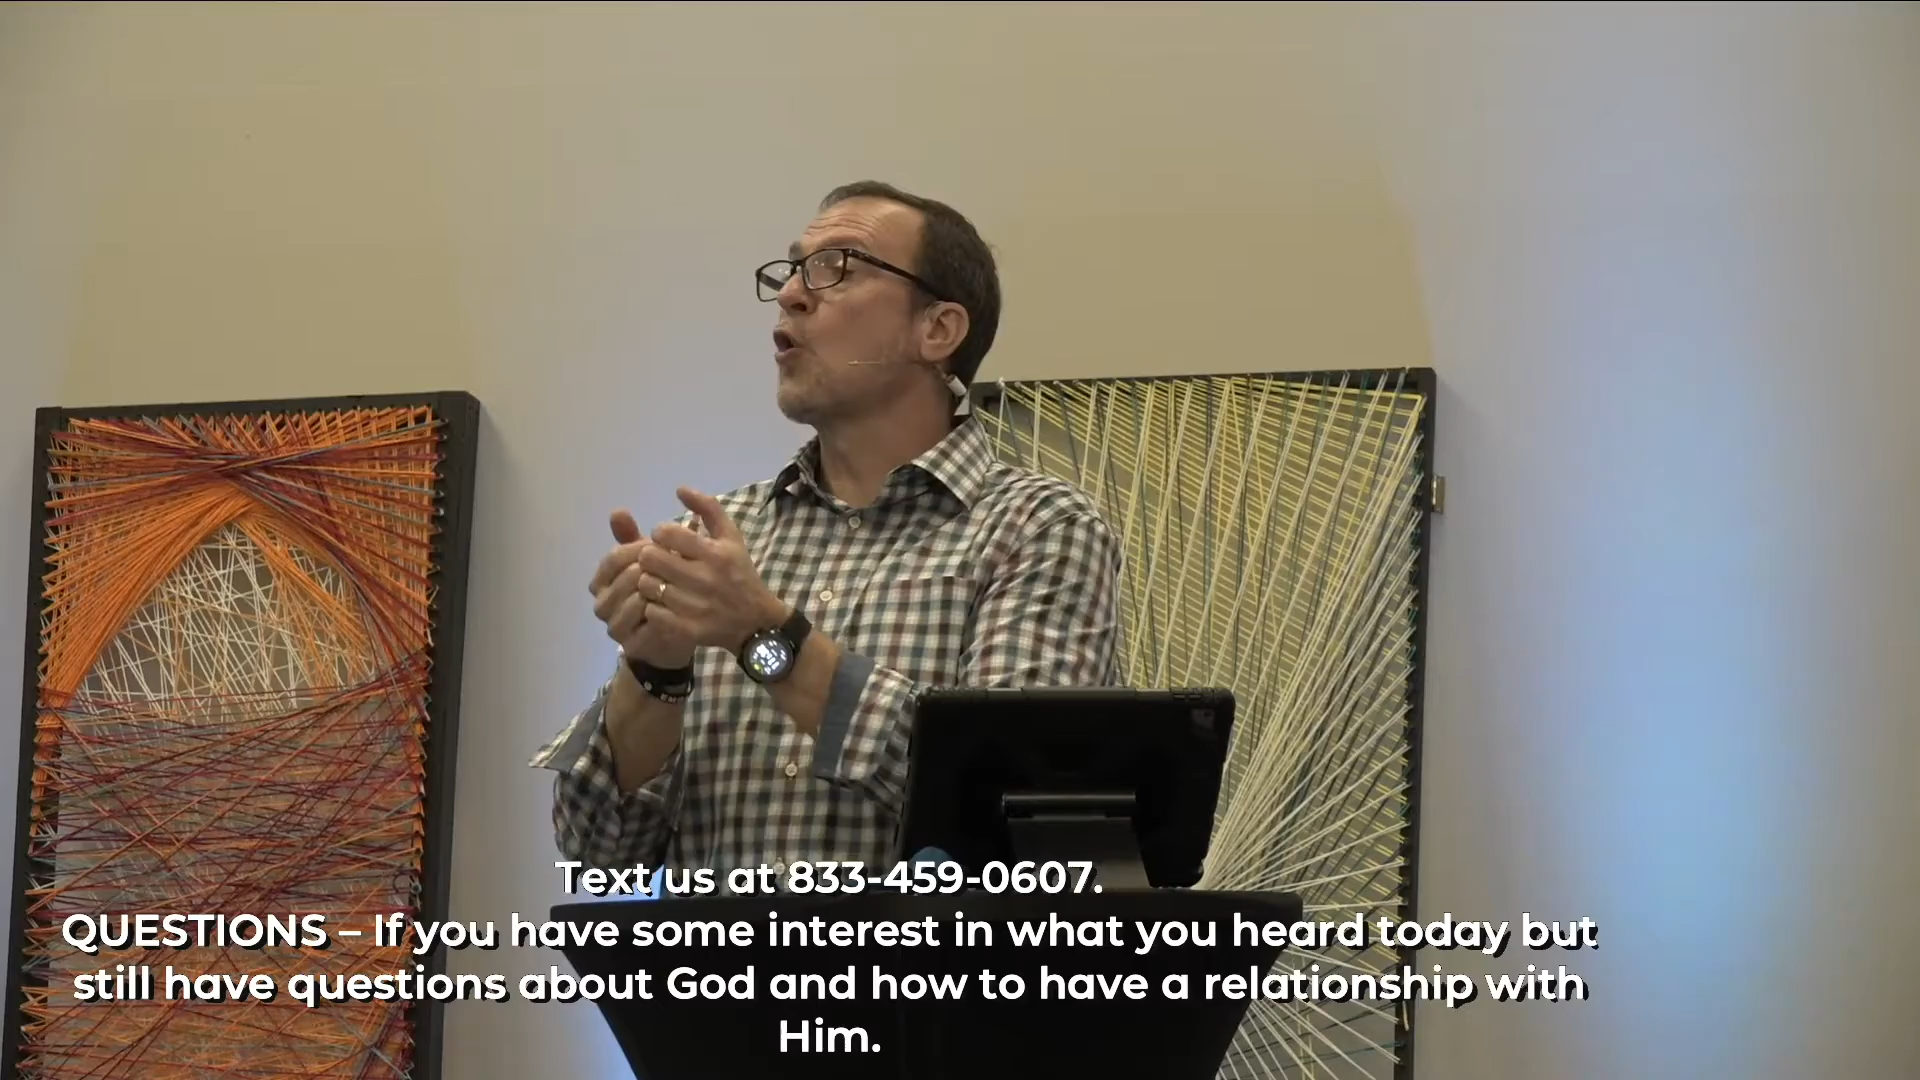 Text us at 833-459-0607.
QUESTIONS – If you have some interest in what you heard today but
still have questions about God and how to have a relationship with
Him.